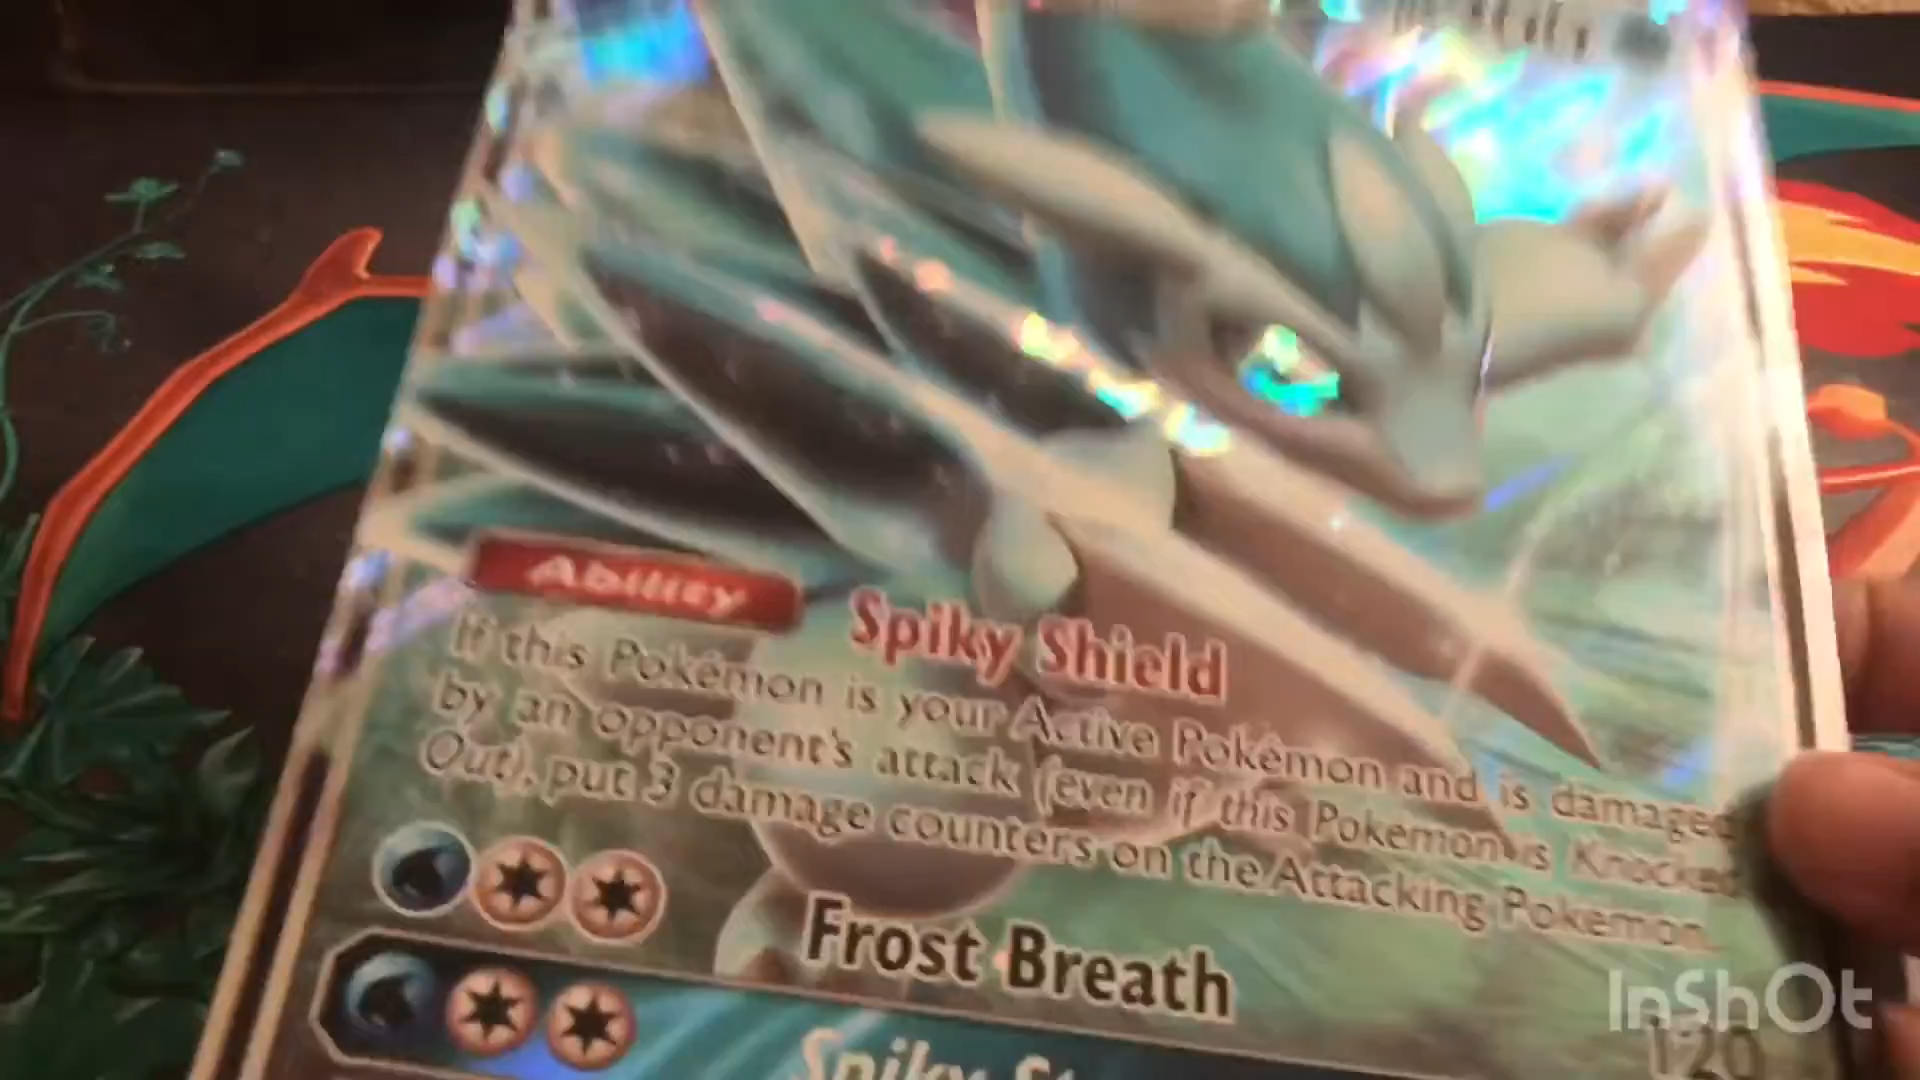 Ability Spiky Shield
If this Pokémon is your Active Pokémon and is damaged
by an opponent's attack (even if this Pokémon is Knocked
Out), put 3 damage counters on the Attacking Pokémon.
Frost Breath 120
Spiky
InShOt